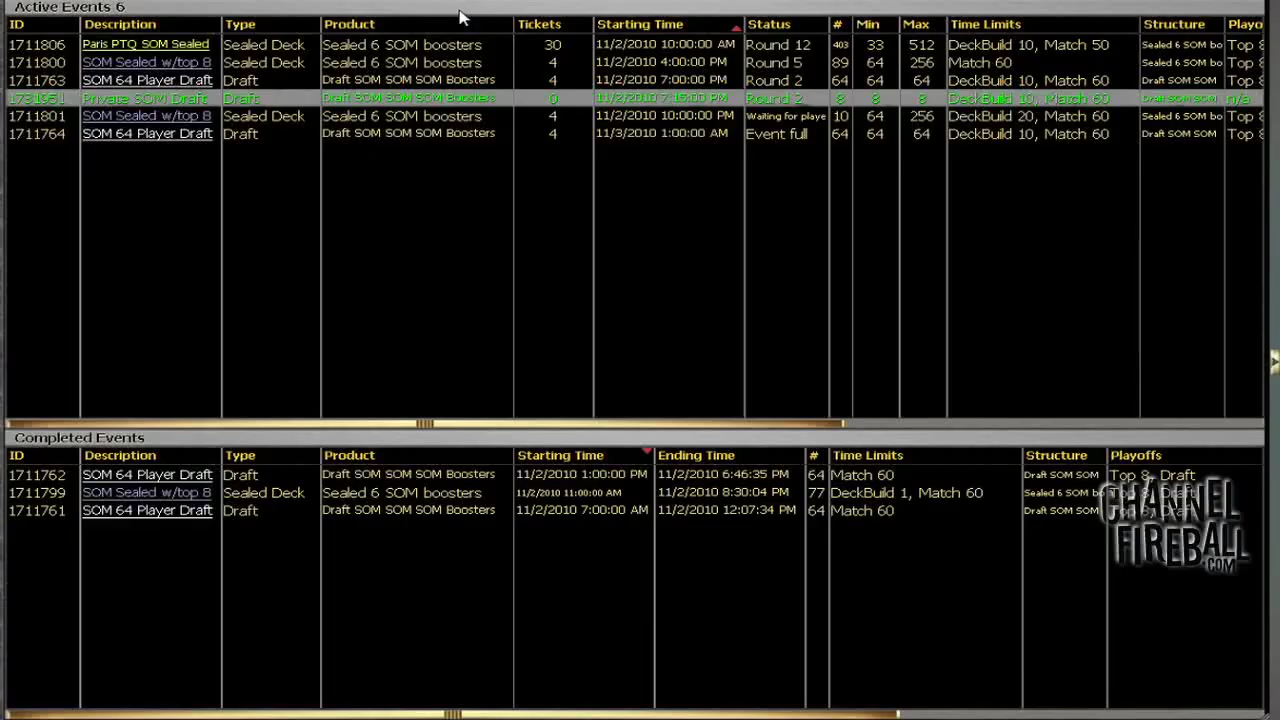 Active Events 6
ID Description Type Product Tickets Starting Time Status # Min Max Time Limits Structure Playo
1711806 Paris PTQ SOM Sealed Sealed Deck Sealed 6 SOM boosters 30 11/2/2010 10:00:00 AM Round 12 403 33 512 DeckBuild 10, Match 50 Sealed 6 SOM bo Top 8
1711800 SOM Sealed w/top 8 Sealed Deck Sealed 6 SOM boosters 4 11/2/2010 4:00:00 PM Round 5 89 64 256 Match 60 Sealed 6 SOM bo Top 8
1711763 SOM 64 Player Draft Draft Draft SOM SOM SOM Boosters 4 11/2/2010 7:00:00 PM Round 2 64 64 64 DeckBuild 10, Match 60 Draft SOM SOM Top 8
1731951 Private SOM Draft Draft Draft SOM SOM SOM Boosters 0 11/2/2010 7:15:00 PM Round 2 8 8 8 DeckBuild 10, Match 60 Draft SOM SOM n/a
1711801 SOM Sealed w/top 8 Sealed Deck Sealed 6 SOM boosters 4 11/2/2010 10:00:00 PM Waiting for playe 10 64 256 DeckBuild 20, Match 60 Sealed 6 SOM bo Top 8
1711764 SOM 64 Player Draft Draft Draft SOM SOM SOM Boosters 4 11/3/2010 1:00:00 AM Event full 64 64 64 DeckBuild 10, Match 60 Draft SOM SOM Top 8
Completed Events
ID Description Type Product Starting Time Ending Time # Time Limits Structure Playoffs
1711762 SOM 64 Player Draft Draft Draft SOM SOM SOM Boosters 11/2/2010 1:00:00 PM 11/2/2010 6:46:35 PM 64 Match 60 Draft SOM SOM Top 8, Draft
1711799 SOM Sealed w/top 8 Sealed Deck Sealed 6 SOM boosters 11/2/2010 11:00:00 AM 11/2/2010 8:30:04 PM 77 DeckBuild 1, Match 60 Sealed 6 SOM bo Top 8, Draft
1711761 SOM 64 Player Draft Draft Draft SOM SOM SOM Boosters 11/2/2010 7:00:00 AM 11/2/2010 12:07:34 PM 64 Match 60 Draft SOM SOM Top 8, Draft
CHANNEL
FIREBALL
.COM